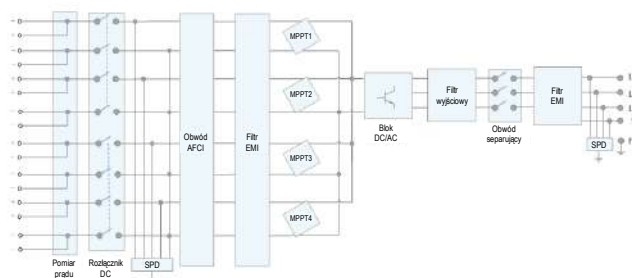 MPPT1
MPPT2
MPPT3
MPPT4
Obwód
AFCI
Filtr
EMI
Blok
DC/AC
Filtr
wyjściowy
Obwód
separujący
Filtr
EMI
SPD
Pomiar
prądu
Rozłącznik
DC
SPD